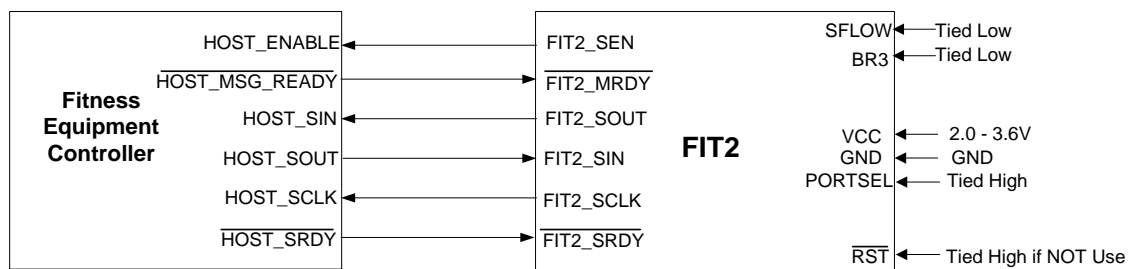 HOST_ENABLE
HOST_MSG_READY
HOST_SIN
HOST_SOUT
HOST_SCLK
HOST_SRDY
Fitness
Equipment
Controller
FIT2_SEN
FIT2_MRDY
FIT2_SOUT
FIT2_SIN
FIT2_SCLK
FIT2_SRDY
FIT2
SFLOW Tied Low
BR3 Tied Low
VCC 2.0 - 3.6V
GND GND
PORTSEL Tied High
RST Tied High if NOT Use